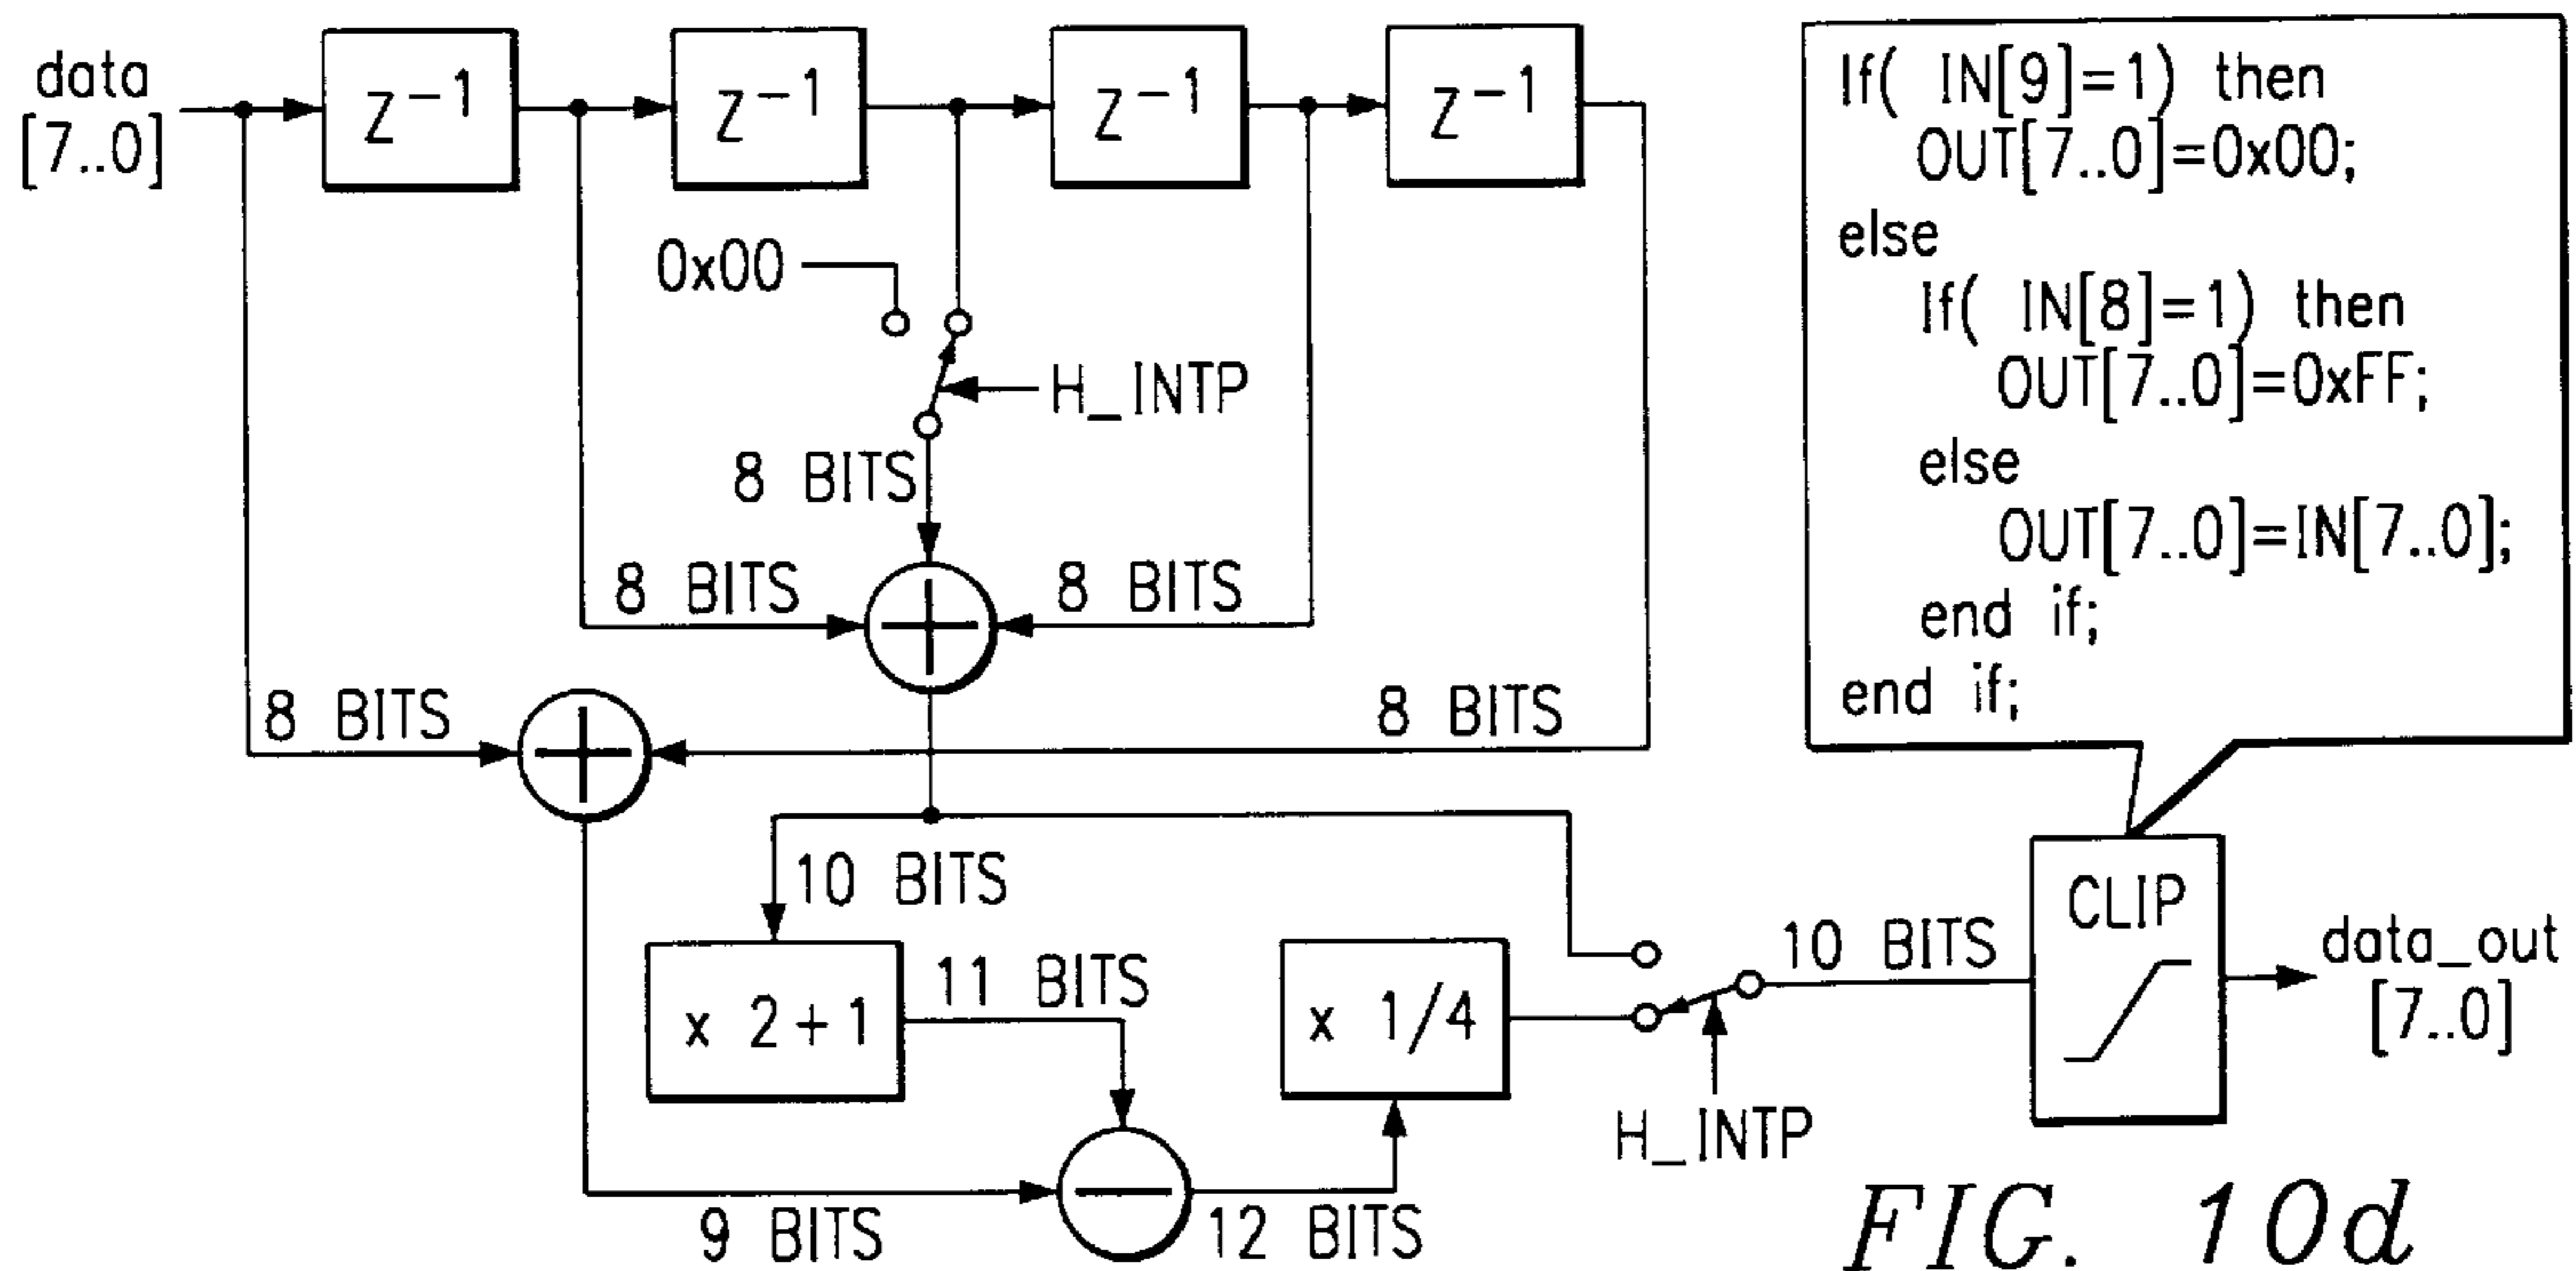 data
[7..0]
Z⁻¹
Z⁻¹
Z⁻¹
Z⁻¹
0x00
H_INTP
8 BITS
8 BITS
8 BITS
8 BITS
8 BITS
10 BITS
x 2+1
11 BITS
x 1/4
9 BITS
12 BITS
H_INTP
10 BITS
CLIP
data_out
[7..0]
If( IN[9]=1) then
OUT[7..0]=0x00;
else
If( IN[8]=1) then
OUT[7..0]=0xFF;
else
OUT[7..0]=IN[7..0];
end if;
end if;
FIG. 10d